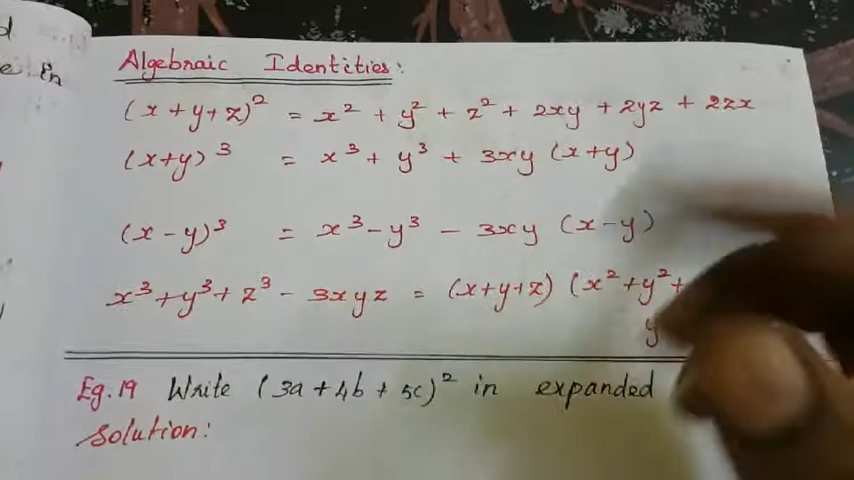 d
e in
Algebraic Identities:
(x+y+z)² = x² + y² + z² + 2xy + 2yz + 2zx
(x+y)³ = x³ + y³ + 3xy (x+y)
(x-y)³ = x³ - y³ - 3xy (x-y)
x³+y³+z³ - 3xyz = (x+y+z) (x²+y²+
y
Eg.19 Write (3a+4b+5c)² in expanded
Solution: